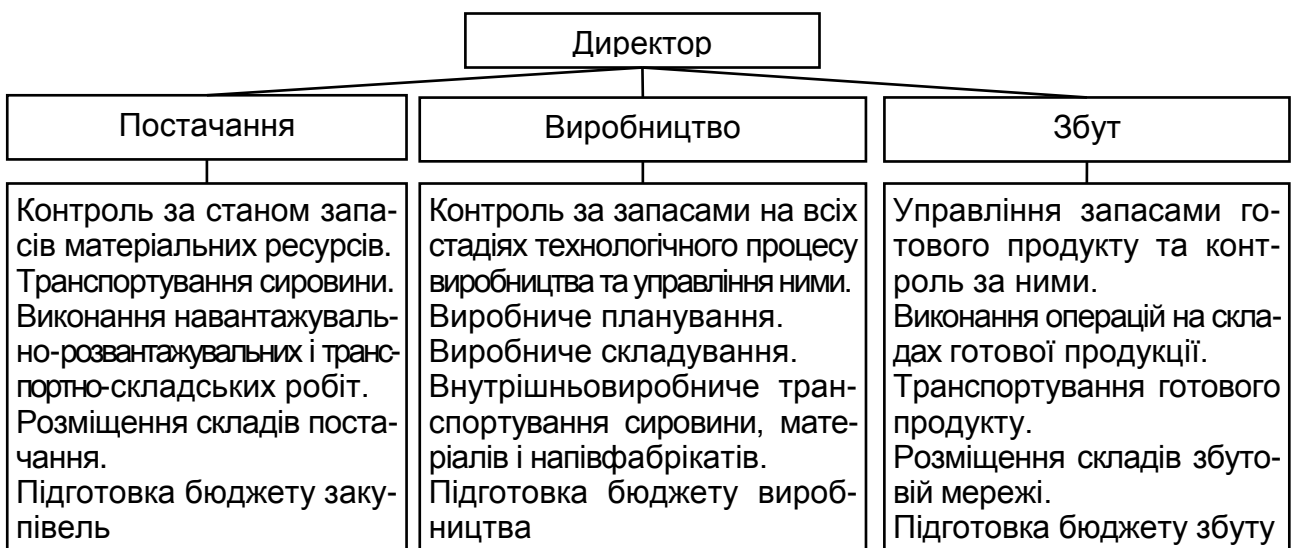 Директор
Постачання
Виробництво
Збут
Контроль за станом запа-
сів матеріальних ресурсів.
Транспортування сировини.
Виконання навантажуваль-
но-розвантажувальних і транс-
портно-складських робіт.
Розміщення складів поста-
чання.
Підготовка бюджету заку-
півель
Контроль за запасами на всіх
стадіях технологічного процесу
виробництва та управління ними.
Виробниче планування.
Виробниче складування.
Внутрішньовиробниче тран-
спортування сировини, мате-
ріалів і напівфабрікатів.
Підготовка бюджету вироб-
ництва
Управління запасами го-
тового продукту та конт-
роль за ними.
Виконання операцій на скла-
дах готової продукції.
Транспортування готового
продукту.
Розміщення складів збуто-
вій мережі.
Підготовка бюджету збуту